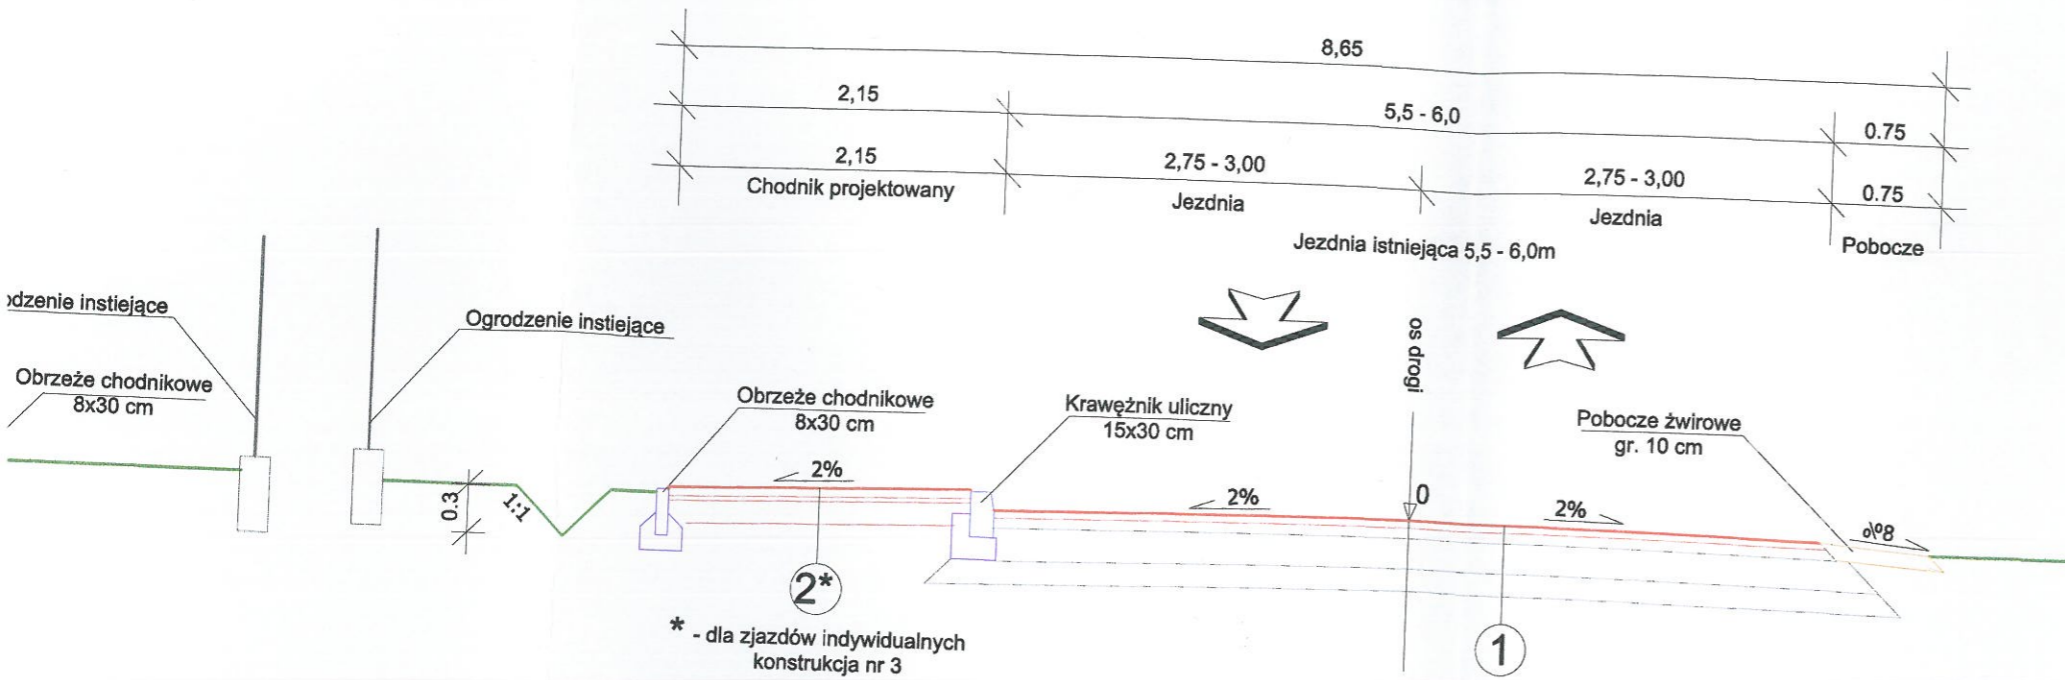 8,65
2,15
5,5 - 6,0
0.75
2,15
2,75 - 3,00
2,75 - 3,00
0.75
Chodnik projektowany
Jezdnia
Jezdnia
Pobocze
Jezdnia istniejąca 5,5 - 6,0m
instiejące
Ogrodzenie instiejące
os drogi
Obrzeże chodnikowe
8x30 cm
Obrzeże chodnikowe
8x30 cm
Krawężnik uliczny
15x30 cm
Pobocze żwirowe
gr. 10 cm
0.3
1:1
2%
2%
0
2%
8%
2*
* - dla zjazdów indywidualnych
konstrukcja nr 3
1